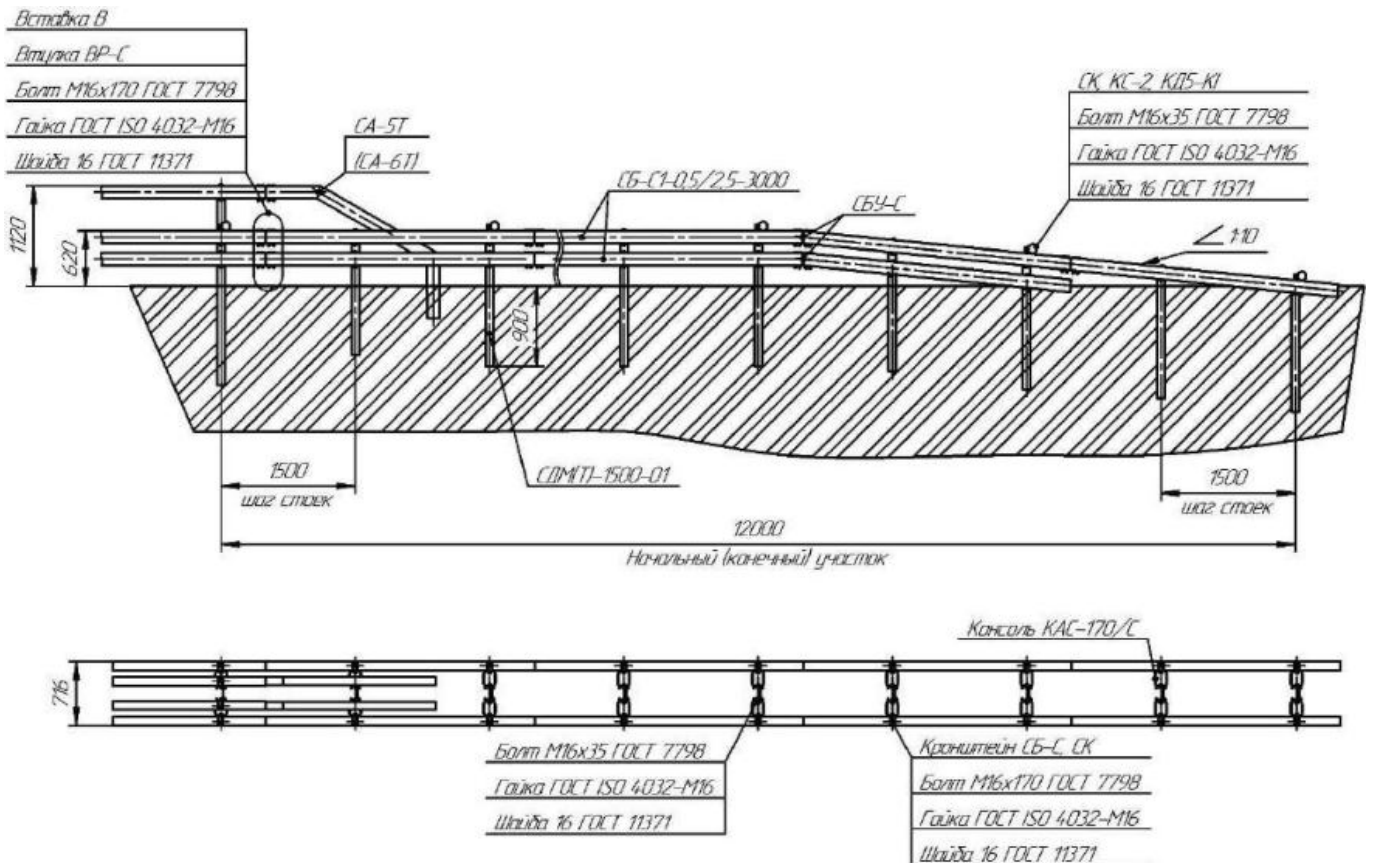 Вставка В
Втулка ВР-С
Болт М16х170 ГОСТ 7798
Гайка ГОСТ ISO 4032-М16
Шайба 16 ГОСТ 11371
СА-5Т
(СА-6Т)
СБ-С1-0,5/2,5-3000
СБУ-С
СК, КС-2, КД5-К1
Болт М16х35 ГОСТ 7798
Гайка ГОСТ ISO 4032-М16
Шайба 16 ГОСТ 11371
1:10
1120
620
900
СДМ(Т)-1500-01
1500
шаг стоек
1500
шаг стоек
12000
Начальный (конечный) участок
Консоль КАС-170/С
716
Болт М16х35 ГОСТ 7798
Гайка ГОСТ ISO 4032-М16
Шайба 16 ГОСТ 11371
Кронштейн СБ-С, СК
Болт М16х170 ГОСТ 7798
Гайка ГОСТ ISO 4032-М16
Шайба 16 ГОСТ 11371